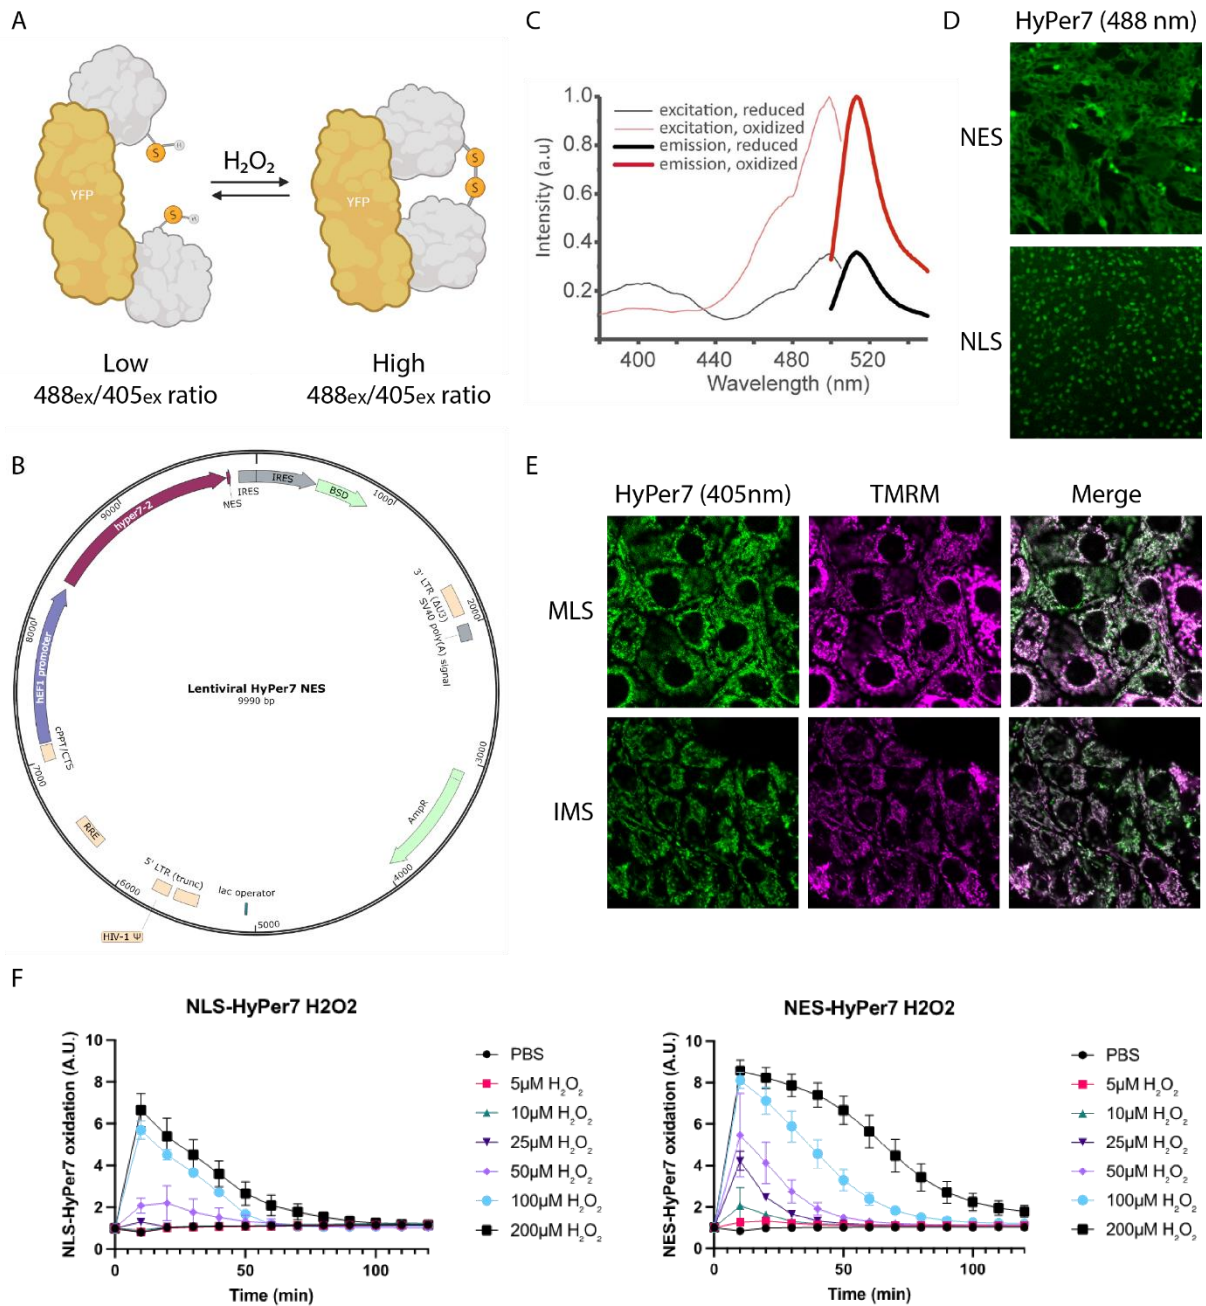 A
YFP
S
H
S
H
H₂O₂
YFP
S
S
Low
488ex/405ex ratio
High
488ex/405ex ratio
C
Intensity (a.u)
1.0
0.8
0.6
0.4
0.2
excitation, reduced
excitation, oxidized
emission, reduced
emission, oxidized
400
440
480
520
Wavelength (nm)
D
HyPer7 (488 nm)
NES
NLS
B
IRES
IRES
BSD
NES
hyper7-2
hEF1 promoter
cPPT/CTS
RRE
5' LTR (trunc)
HIV-1 Ψ
lac operator
AmpR
3' LTR (ΔU3)
SV40 poly(A) signal
1000
2000
3000
4000
5000
6000
7000
8000
9000
Lentiviral HyPer7 NES
9990 bp
E
HyPer7 (405nm)
TMRM
Merge
MLS
IMS
F
NLS-HyPer7 H2O2
NLS-HyPer7 oxidation (A.U.)
10
8
6
4
2
0
0
50
100
Time (min)
PBS
5µM H₂O₂
10µM H₂O₂
25µM H₂O₂
50µM H₂O₂
100µM H₂O₂
200µM H₂O₂
NES-HyPer7 H2O2
NES-HyPer7 oxidation (A.U.)
10
8
6
4
2
0
0
50
100
Time (min)
PBS
5µM H₂O₂
10µM H₂O₂
25µM H₂O₂
50µM H₂O₂
100µM H₂O₂
200µM H₂O₂